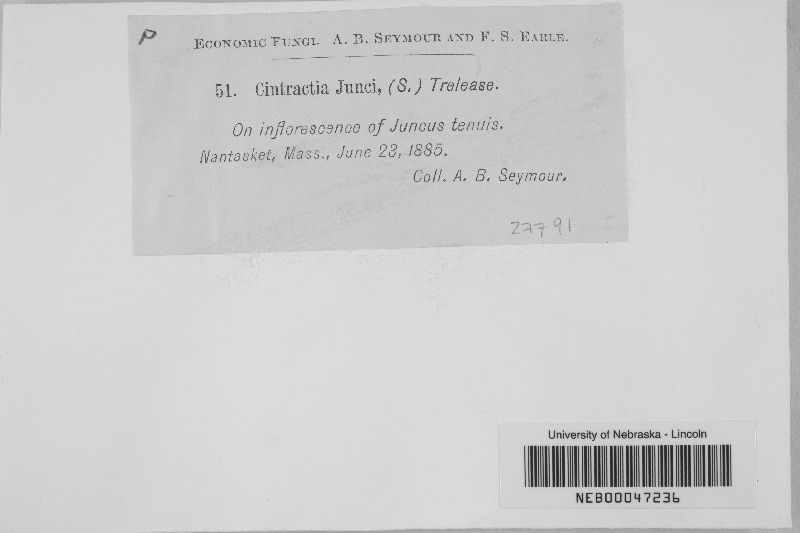 P
Economic Fungi. A. B. Seymour and F. S. Earle.
51. Cintractia Junci, (S.) Trelease.
On inflorescence of Juncus tenuis.
Nantasket, Mass., June 23, 1885.
Coll. A. B. Seymour.
27791
University of Nebraska - Lincoln
NEB00047236